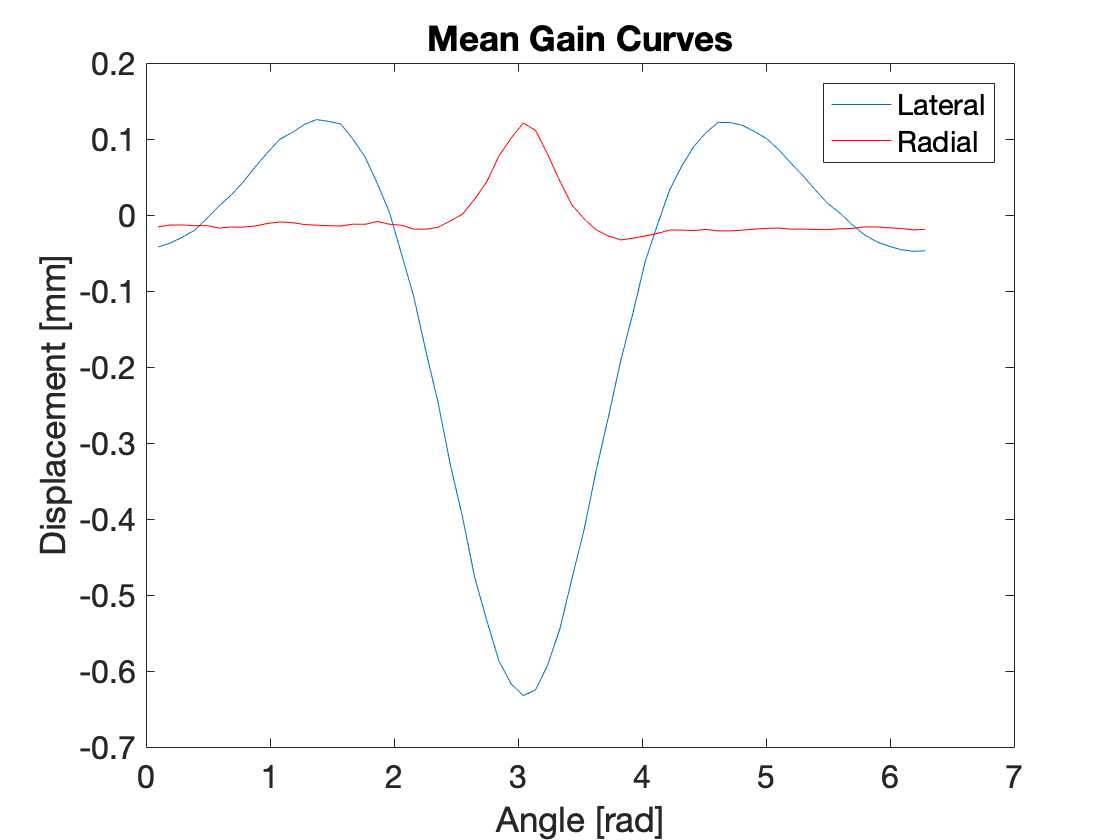 Mean Gain Curves
Lateral
Radial
0.2
0.1
0
-0.1
-0.2
-0.3
-0.4
-0.5
-0.6
-0.7
Displacement [mm]
0 1 2 3 4 5 6 7
Angle [rad]